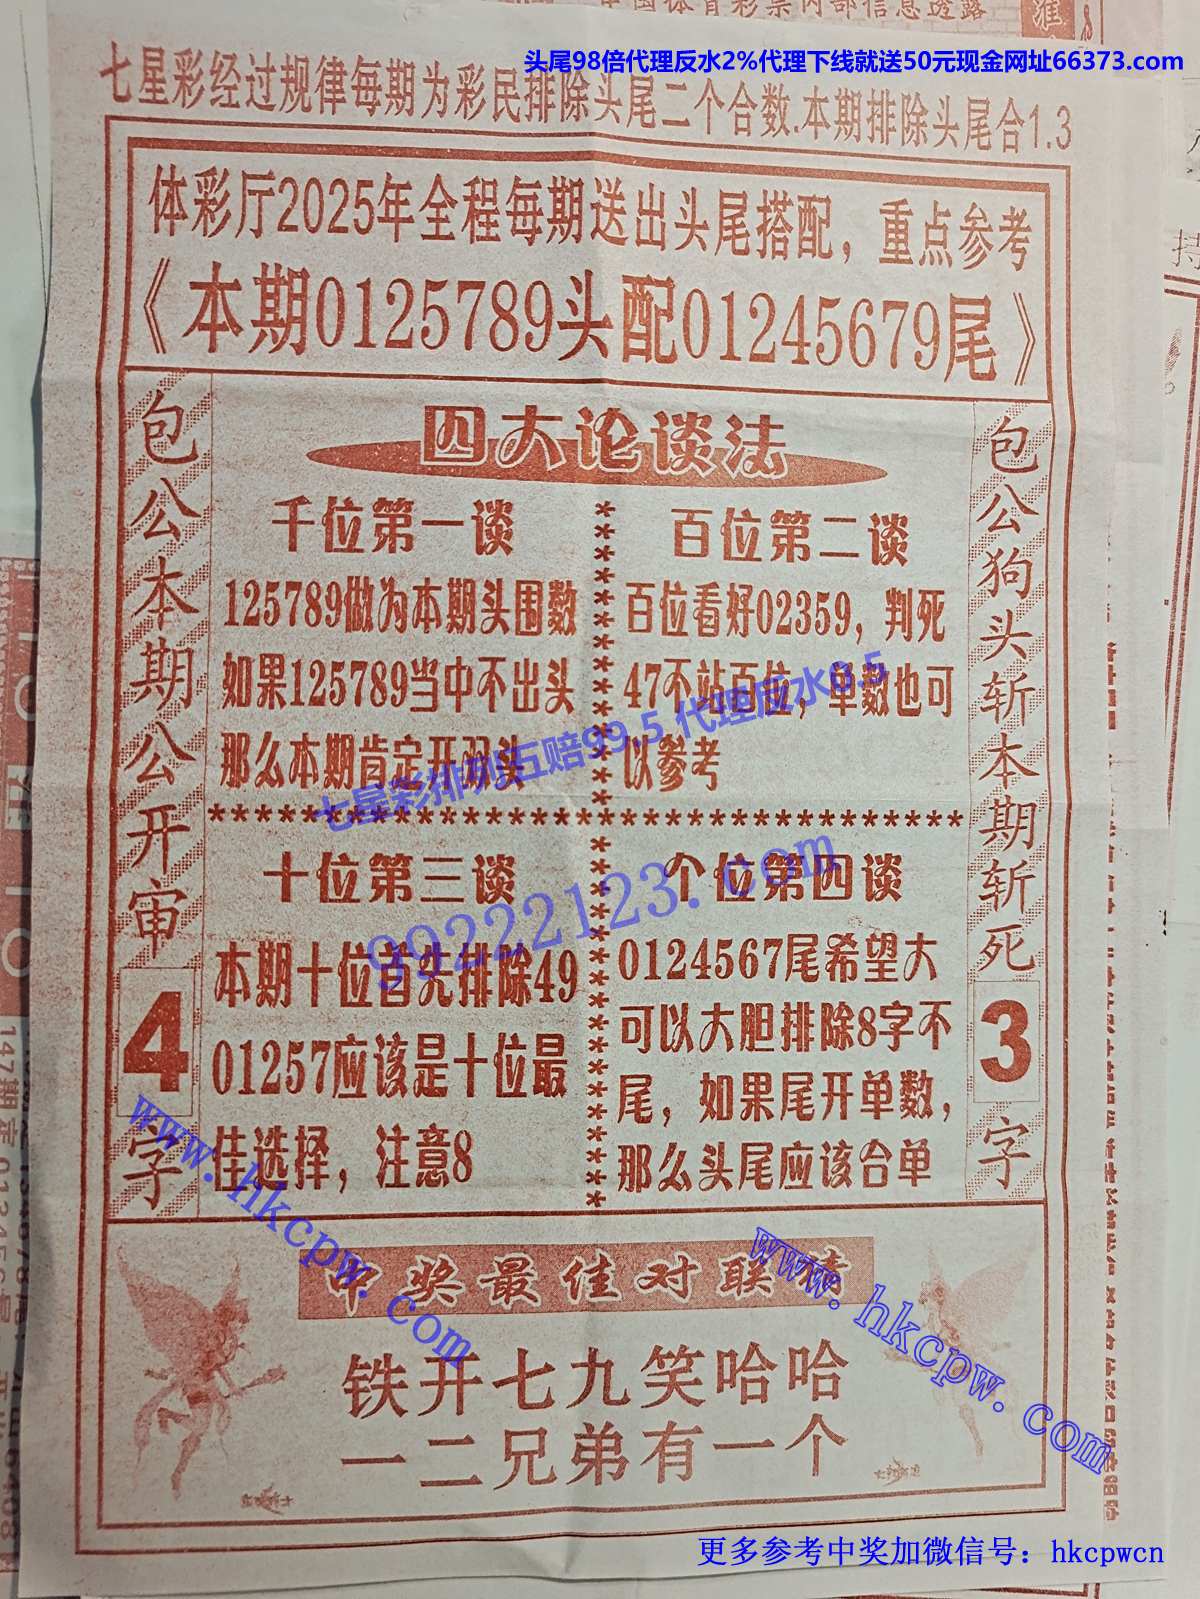 中国体育彩票内部信息透露
头尾98倍代理反水2%代理下线就送50元现金网址66373.com
七星彩经过规律每期为彩民排除头尾二个合数.本期排除头尾合1.3
体彩厅2025年全程每期送出头尾搭配，重点参考
《本期0125789头配01245679尾》
包公本期公开审4字
四大论谈法
千位第一谈
125789做为本期头围数
如果125789当中不出头
那么本期肯定开双头
百位第二谈
百位看好02359，判死
47不站百位，单数也可
以参考
七星彩排列五赔99.5代理反水9.5
99222123.com
十位第三谈
本期十位首先排除49
01257应该是十位最
佳选择，注意8
个位第四谈
0124567尾希望大
可以大胆排除8字不
尾，如果尾开单数，
那么头尾应该合单
包公狗头斩本期斩死3字
www.hkcpw.com
www.hkcpw.com
中奖最佳对联猜
铁开七九笑哈哈
一二兄弟有一个
更多参考中奖加微信号：hkcpwcn